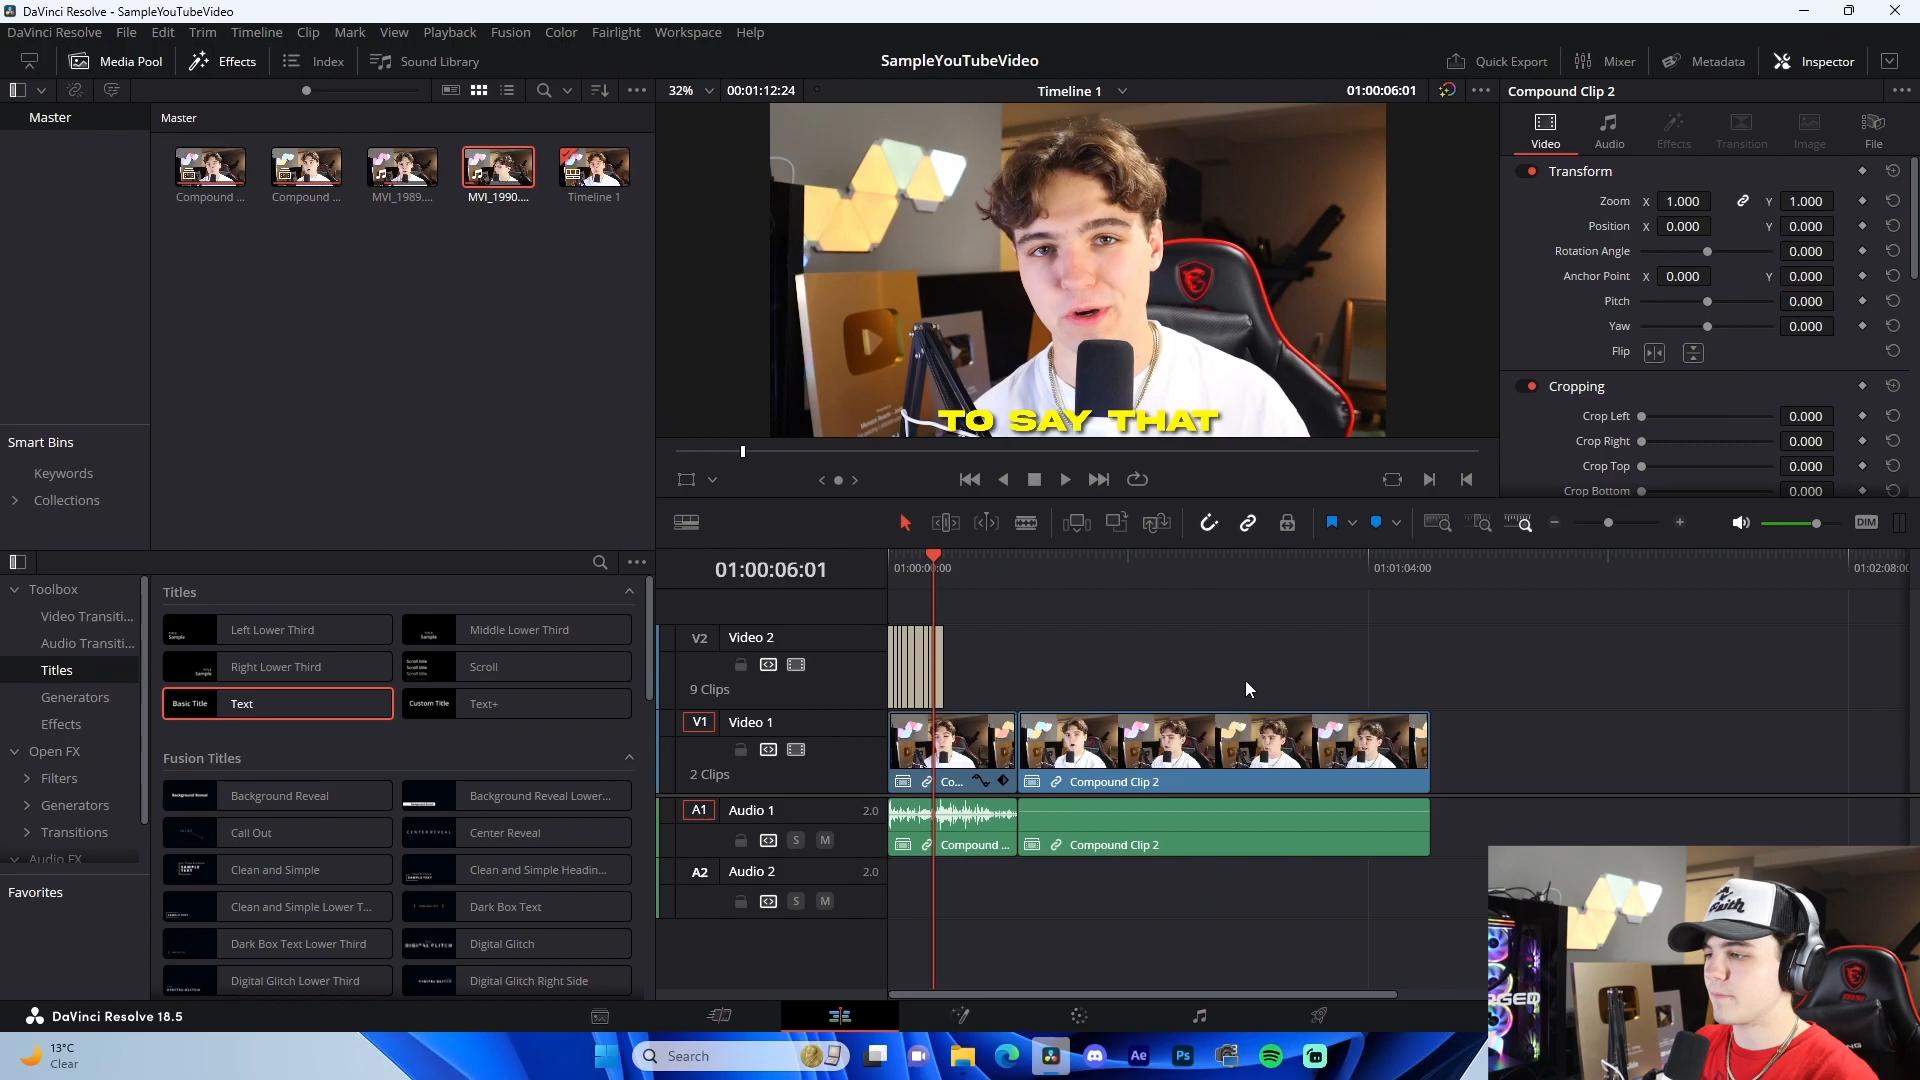 DaVinci Resolve - SampleYouTubeVideo
DaVinci Resolve File Edit Trim Timeline Clip Mark View Playback Fusion Color Fairlight Workspace Help
Media Pool Effects Index Sound Library SampleYouTubeVideo Quick Export Mixer Metadata Inspector
32% 00:01:12:24 Timeline 1 01:00:06:01 Compound Clip 2
Master Master
Video Audio Effects Transition Image File
Compound ... Compound ... MVI_1989.... MVI_1990.... Timeline 1
Transform
Zoom X 1.000 Y 1.000
Position X 0.000 Y 0.000
Rotation Angle 0.000
Anchor Point X 0.000 Y 0.000
Pitch 0.000
Yaw 0.000
Flip
Cropping
Crop Left 0.000
Crop Right 0.000
Crop Top 0.000
Crop Bottom 0.000
TO SAY THAT
Smart Bins
Keywords
Collections
DIM
01:00:06:01
01:00:00:00 01:01:04:00 01:02:08:00
Toolbox
Video Transiti...
Audio Transiti...
Titles
Generators
Effects
Open FX
Filters
Generators
Transitions
Audio FX
Favorites
Titles
Left Lower Third Middle Lower Third
Right Lower Third Scroll
Basic Title Text Custom Title Text+
Fusion Titles
Background Reveal Background Reveal Lower...
Call Out Center Reveal
Clean and Simple Clean and Simple Headin...
Clean and Simple Lower T... Dark Box Text
Dark Box Text Lower Third Digital Glitch
Digital Glitch Lower Third Digital Glitch Right Side
V2 Video 2
9 Clips
V1 Video 1
2 Clips
Co... Compound Clip 2
A1 Audio 1 2.0
S M
Compound ... Compound Clip 2
A2 Audio 2 2.0
S M
Faith
DaVinci Resolve 18.5
13°C
Clear
Search
Ae Ps